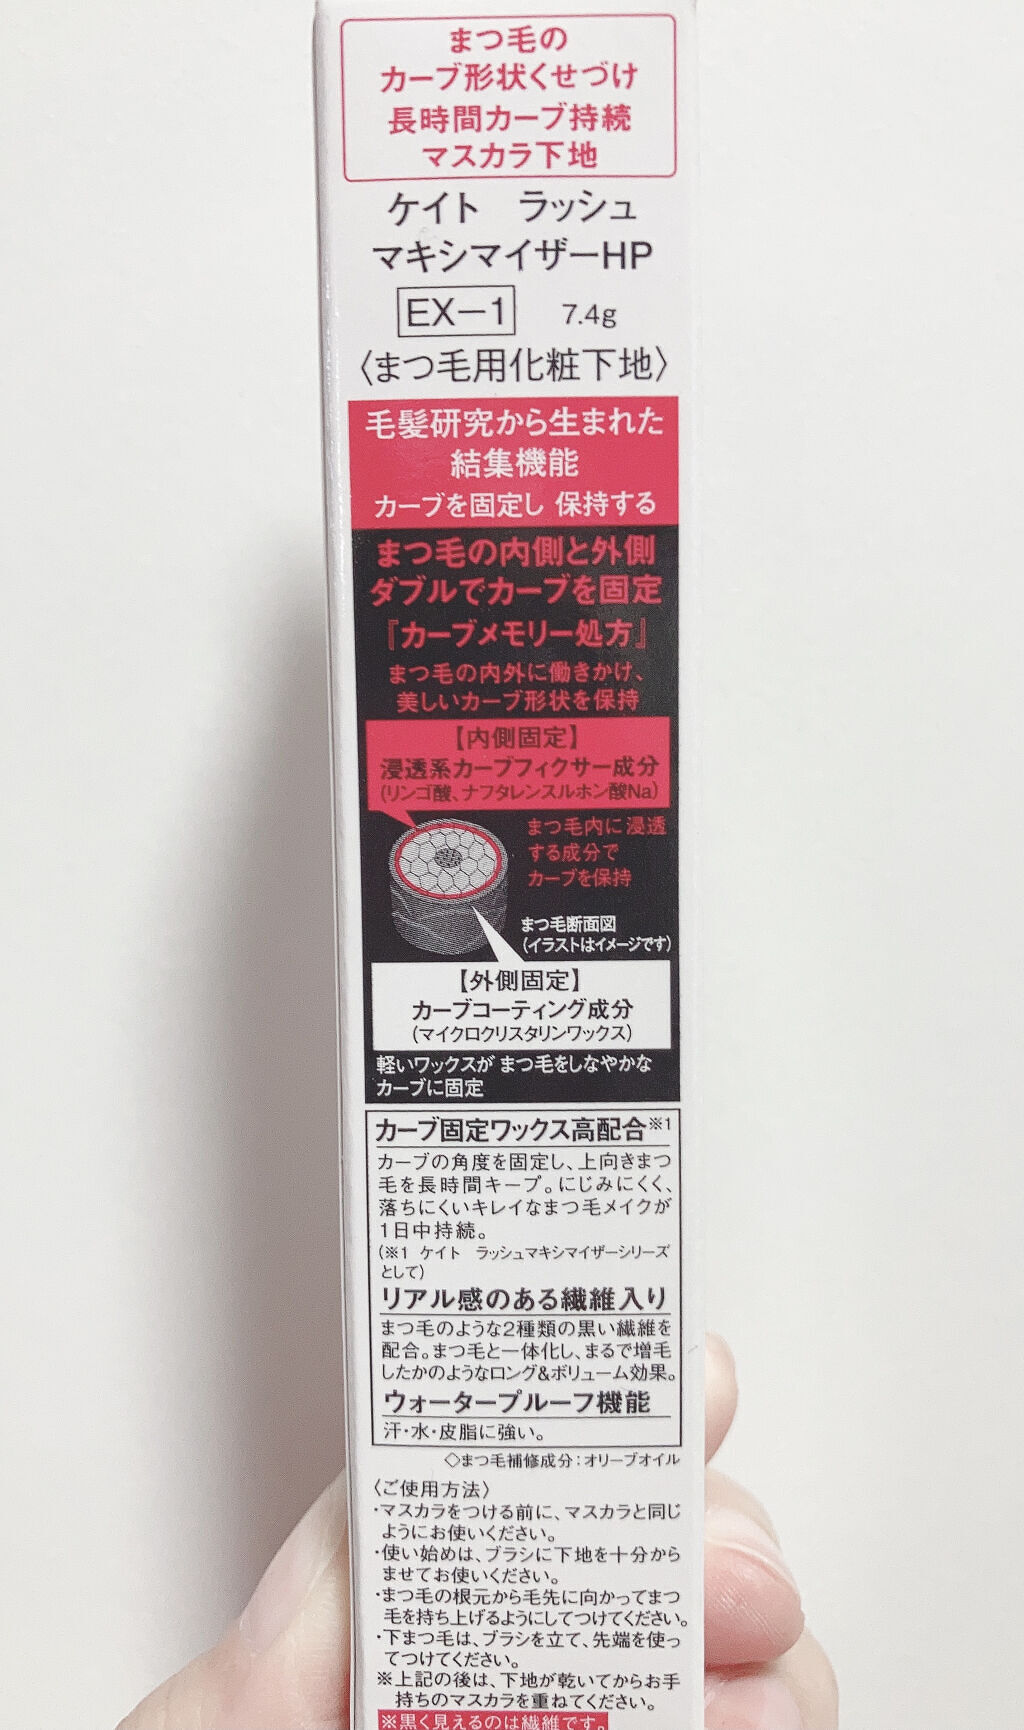 まつ毛の
カーブ形状くせづけ
長時間カーブ持続
マスカラ下地
ケイト ラッシュ
マキシマイザーHP
EX-1 7.4g
〈まつ毛用化粧下地〉
毛髪研究から生まれた
結集機能
カーブを固定し 保持する
まつ毛の内側と外側
ダブルでカーブを固定
『カーブメモリー処方』
まつ毛の内外に働きかけ、
美しいカーブ形状を保持
【内側固定】
浸透系カーブフィクサー成分
(リンゴ酸、ナフタレンスルホン酸Na)
まつ毛内に浸透
する成分で
カーブを保持
まつ毛断面図
(イラストはイメージです)
【外側固定】
カーブコーティング成分
(マイクロクリスタリンワックス)
軽いワックスが まつ毛をしなやかな
カーブに固定
カーブ固定ワックス高配合※1
カーブの角度を固定し、上向きまつ
毛を長時間キープ。にじみにくく、
落ちにくいキレイなまつ毛メイクが
1日中持続。
(※1 ケイト ラッシュマキシマイザーシリーズ
として)
リアル感のある繊維入り
まつ毛のような2種類の黒い繊維を
配合。まつ毛と一体化し、まるで増毛
したかのようなロング&ボリューム効果。
ウォータープルーフ機能
汗・水・皮脂に強い。
◇まつ毛補修成分：オリーブオイル
〈ご使用方法〉
・マスカラをつける前に、マスカラと同じ
ようにお使いください。
・使い始めは、ブラシに下地を十分から
ませてお使いください。
・まつ毛の根元から毛先に向かってまつ
毛を持ち上げるようにしてつけてください。
・下まつ毛は、ブラシを立て、先端を使っ
てつけてください。
※上記の後は、下地が乾いてからお手
持ちのマスカラを重ねてください。
※黒く見えるのは繊維です。